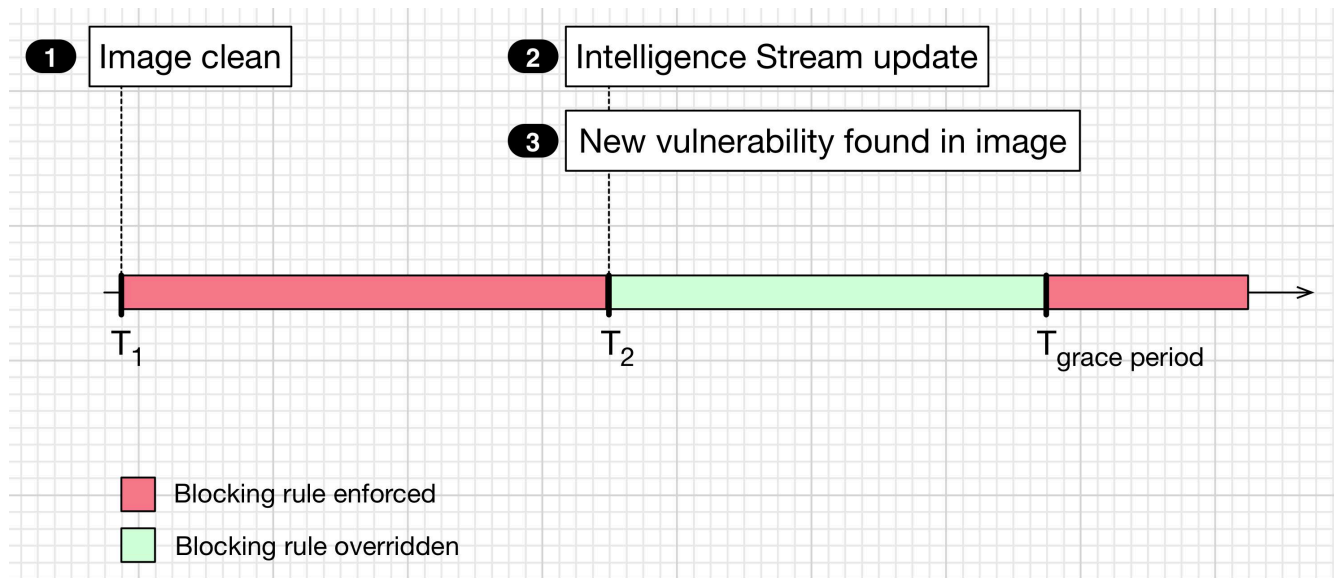 1 Image clean
2 Intelligence Stream update
3 New vulnerability found in image
T1
T2
Tgrace period
Blocking rule enforced
Blocking rule overridden